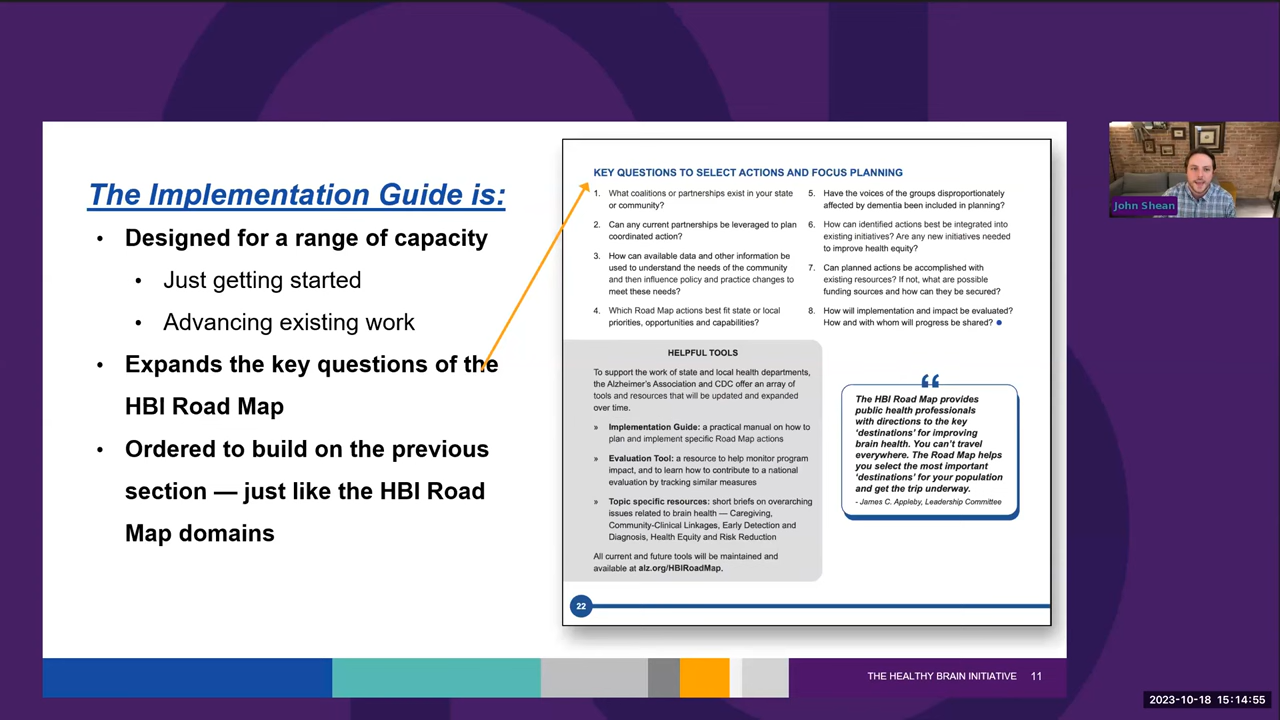 The Implementation Guide is:
• Designed for a range of capacity
• Just getting started
• Advancing existing work
• Expands the key questions of the
HBI Road Map
• Ordered to build on the previous
section — just like the HBI Road
Map domains
KEY QUESTIONS TO SELECT ACTIONS AND FOCUS PLANNING
1. What coalitions or partnerships exist in your state
or community?
2. Can any current partnerships be leveraged to plan
coordinated action?
3. How can available data and other information be
used to understand the needs of the community
and then influence policy and practice changes to
meet these needs?
4. Which Road Map actions best fit state or local
priorities, opportunities and capabilities?
5. Have the voices of the groups disproportionately
affected by dementia been included in planning?
6. How can identified actions best be integrated into
existing initiatives? Are any new initiatives needed
to improve health equity?
7. Can planned actions be accomplished with
existing resources? If not, what are possible
funding sources and how can they be secured?
8. How will implementation and impact be evaluated?
How and with whom will progress be shared?
HELPFUL TOOLS
To support the work of state and local health departments,
the Alzheimer's Association and CDC offer an array of
tools and resources that will be updated and expanded
over time.
» Implementation Guide: a practical manual on how to
plan and implement specific Road Map actions
» Evaluation Tool: a resource to help monitor program
impact, and to learn how to contribute to a national
evaluation by tracking similar measures
» Topic specific resources: short briefs on overarching
issues related to brain health — Caregiving,
Community-Clinical Linkages, Early Detection and
Diagnosis, Health Equity and Risk Reduction
All current and future tools will be maintained and
available at alz.org/HBIRoadMap.
“
The HBI Road Map provides
public health professionals
with directions to the key
‘destinations’ for improving
brain health. You can’t travel
everywhere. The Road Map helps
you select the most important
‘destinations’ for your population
and get the trip underway.
- James C. Appleby, Leadership Committee
22
THE HEALTHY BRAIN INITIATIVE 11
John Shean
2023-10-18 15:14:55